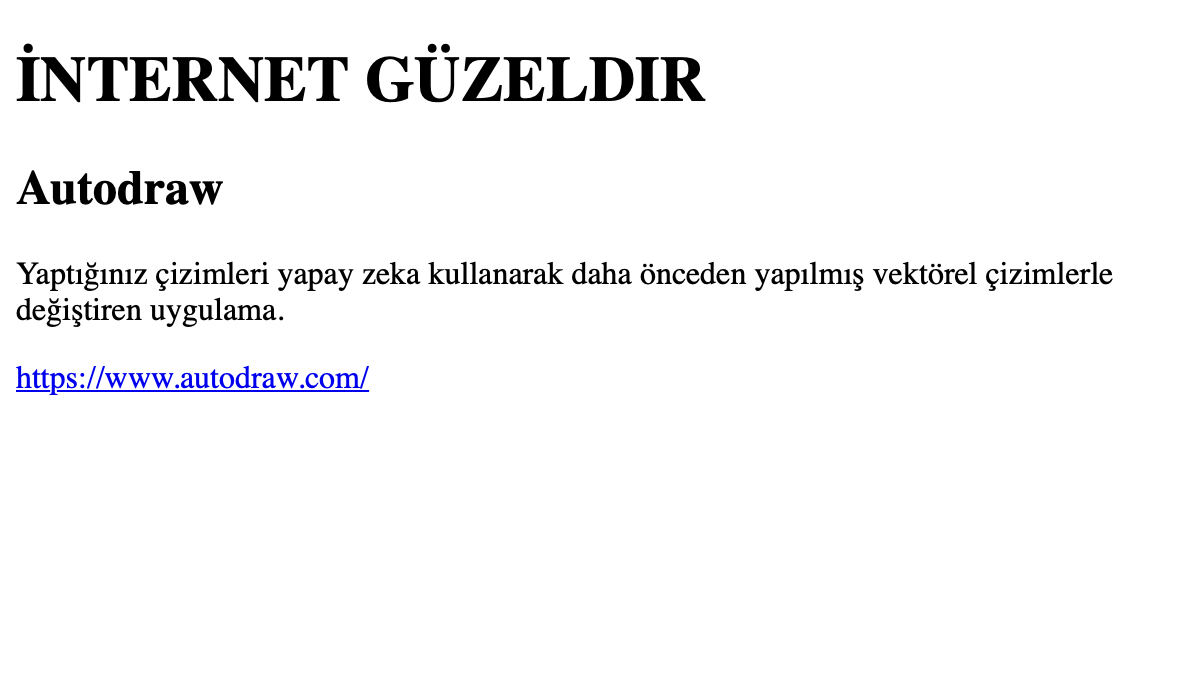 İNTERNET GÜZELDIR
Autodraw
Yaptığınız çizimleri yapay zeka kullanarak daha önceden yapılmış vektörel çizimlerle
değiştiren uygulama.
https://www.autodraw.com/